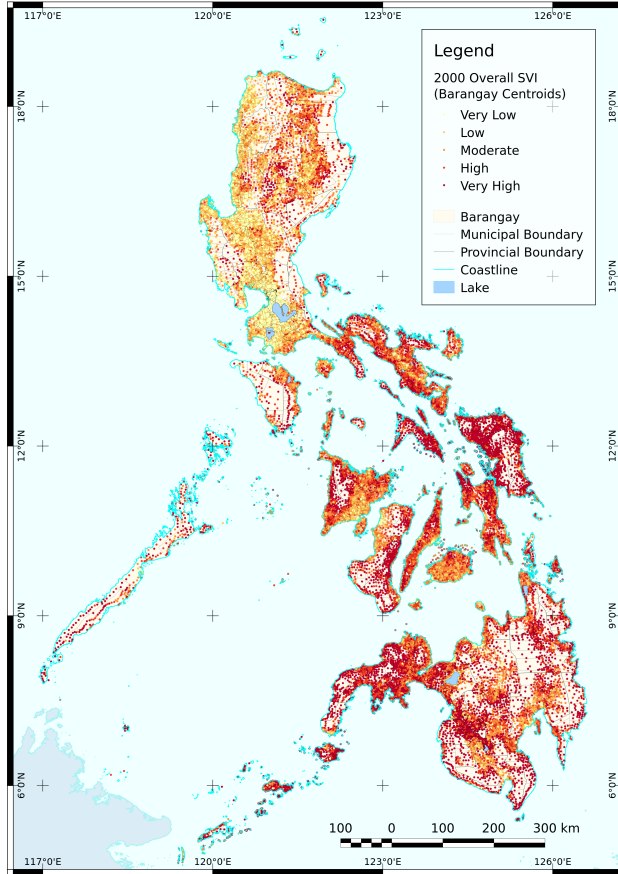 117°0'E 120°0'E 123°0'E 126°0'E
Legend
2000 Overall SVI
(Barangay Centroids)
Very Low
Low
Moderate
High
Very High
Barangay
Municipal Boundary
Provincial Boundary
Coastline
Lake
18°0'N 18°0'N
15°0'N 15°0'N
12°0'N 12°0'N
9°0'N 9°0'N
6°0'N 6°0'N
100 0 100 200 300 km
117°0'E 120°0'E 123°0'E 126°0'E